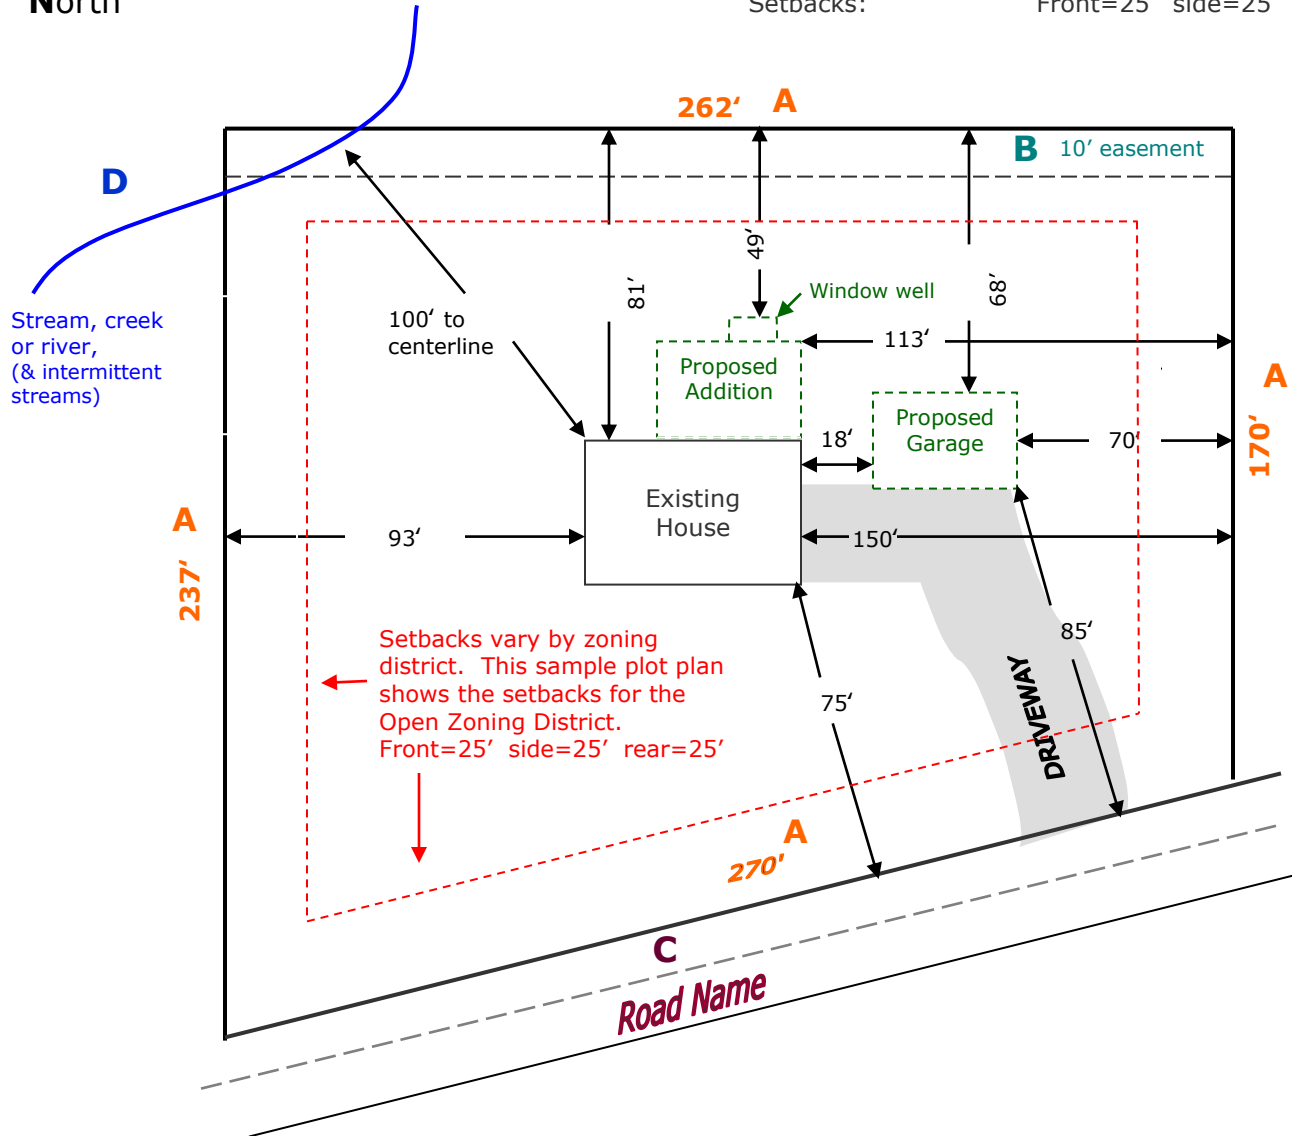 North
Setbacks: Front=25 side=25
262‘ A
B 10’ easement
D
49‘
81’
68’
Window well
Stream, creek
or river,
(& intermittent
streams)
100‘ to
centerline
113‘
Proposed
Addition
A
170‘
Proposed
Garage
18‘
70‘
Existing
House
A
237‘
93‘
150‘
Setbacks vary by zoning
district. This sample plot plan
shows the setbacks for the
Open Zoning District.
Front=25’ side=25’ rear=25’
85‘
75‘
DRIVEWAY
A
270'
C
Road Name